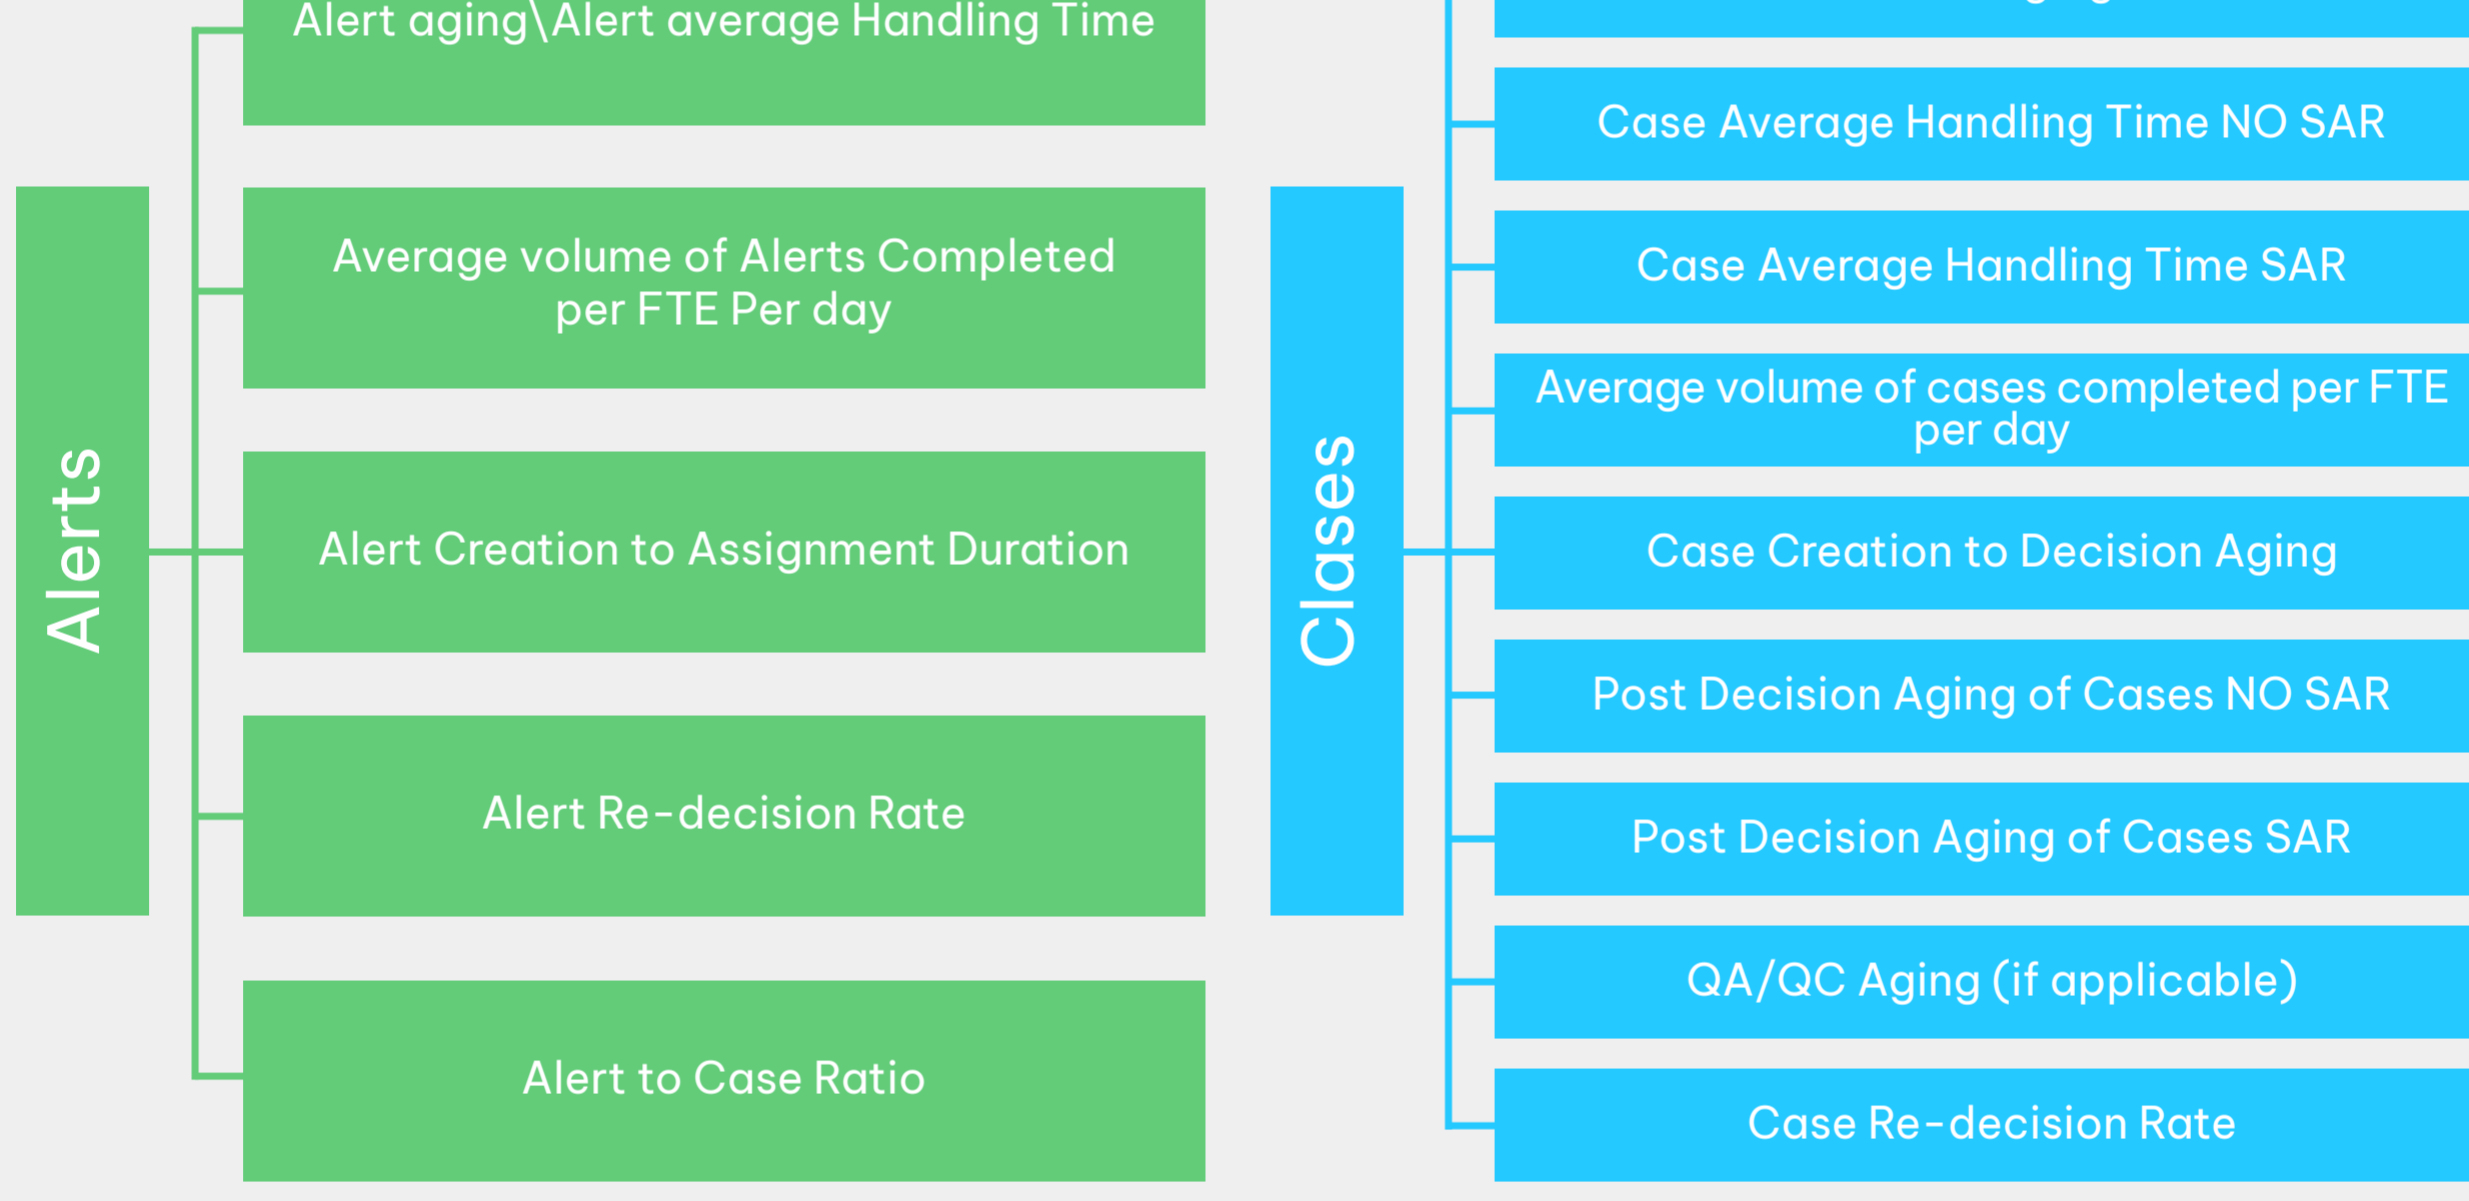 Alert aging\Alert average Handling Time
Alerts
Average volume of Alerts Completed
per FTE Per day
Alert Creation to Assignment Duration
Alert Re-decision Rate
Alert to Case Ratio
Clases
Case Average Handling Time NO SAR
Case Average Handling Time SAR
Average volume of cases completed per FTE
per day
Case Creation to Decision Aging
Post Decision Aging of Cases NO SAR
Post Decision Aging of Cases SAR
QA/QC Aging (if applicable)
Case Re-decision Rate